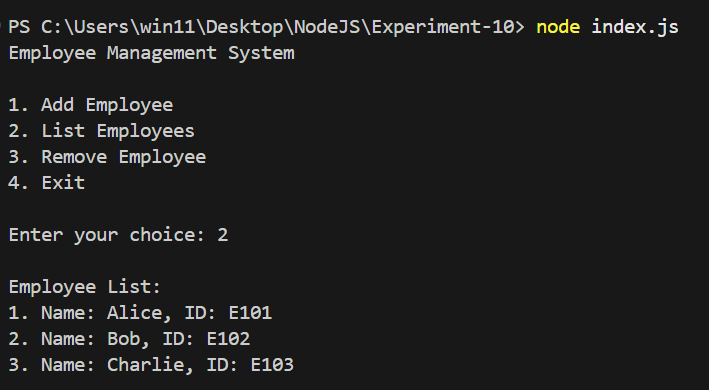 PS C:\Users\win11\Desktop\NodeJS\Experiment-10> node index.js
Employee Management System
1. Add Employee
2. List Employees
3. Remove Employee
4. Exit
Enter your choice: 2
Employee List:
1. Name: Alice, ID: E101
2. Name: Bob, ID: E102
3. Name: Charlie, ID: E103